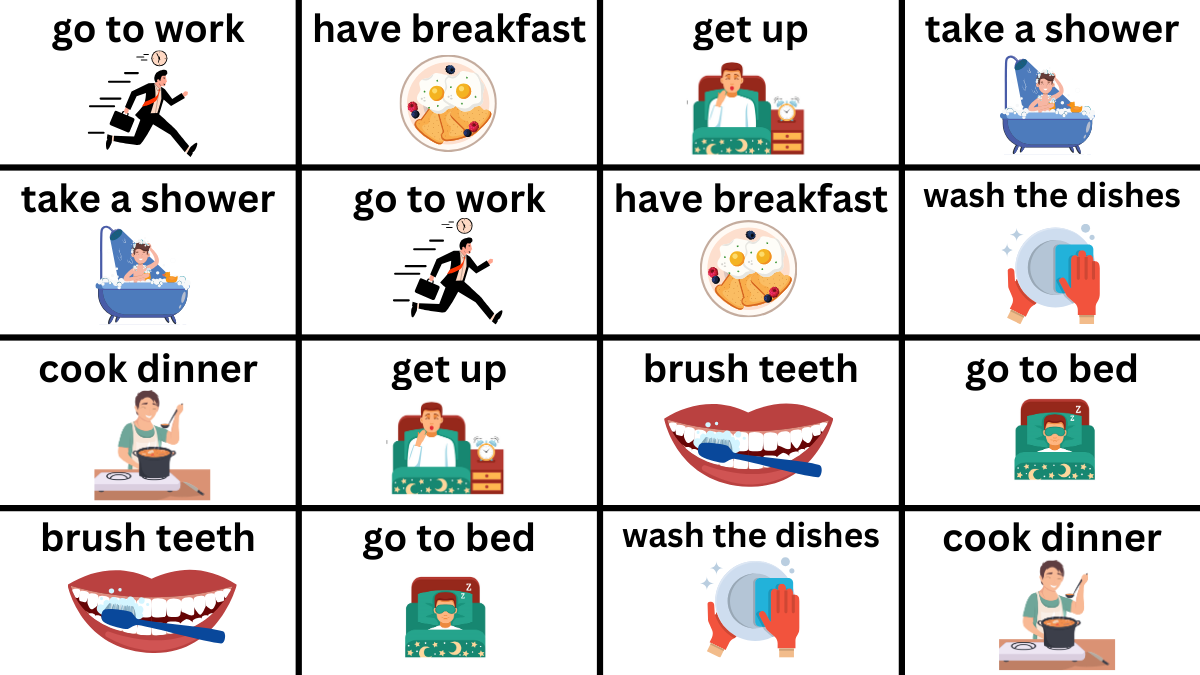 go to work
have breakfast
get up
take a shower
take a shower
go to work
have breakfast
wash the dishes
cook dinner
get up
brush teeth
go to bed
z
z
brush teeth
go to bed
z
z
wash the dishes
cook dinner